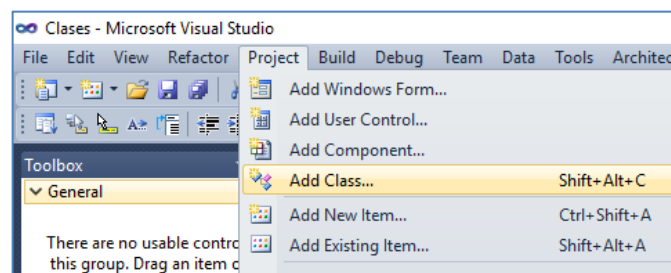 Clases - Microsoft Visual Studio
File Edit View Refactor Project Build Debug Team Data Tools
Add Windows Form...
Add User Control...
Add Component...
Toolbox
Add Class... Shift+Alt+C
General
Add New Item... Ctrl+Shift+A
There are no usable
Add Existing Item... Shift+Alt+A
this group. Drag an item